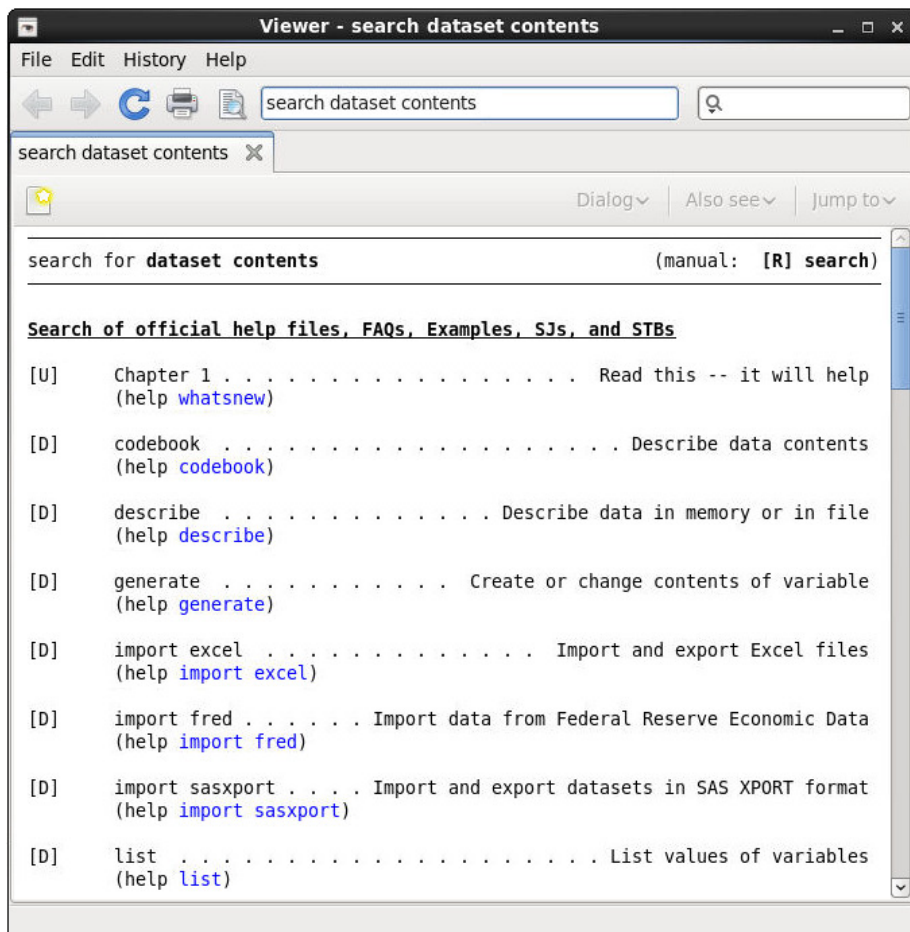 Viewer - search dataset contents
File Edit History Help
search dataset contents
search dataset contents
Dialog Also see Jump to
search for dataset contents (manual: [R] search)
Search of official help files, FAQs, Examples, SJs, and STBs
[U] Chapter 1 . . . . . . . . . . . . . . . . . . Read this -- it will help
(help whatsnew)
[D] codebook . . . . . . . . . . . . . . . . . . . Describe data contents
(help codebook)
[D] describe . . . . . . . . . . . . . Describe data in memory or in file
(help describe)
[D] generate . . . . . . . . . . . Create or change contents of variable
(help generate)
[D] import excel . . . . . . . . . . . . . Import and export Excel files
(help import excel)
[D] import fred . . . . . . Import data from Federal Reserve Economic Data
(help import fred)
[D] import sasxport . . . . Import and export datasets in SAS XPORT format
(help import sasxport)
[D] list . . . . . . . . . . . . . . . . . . . . List values of variables
(help list)